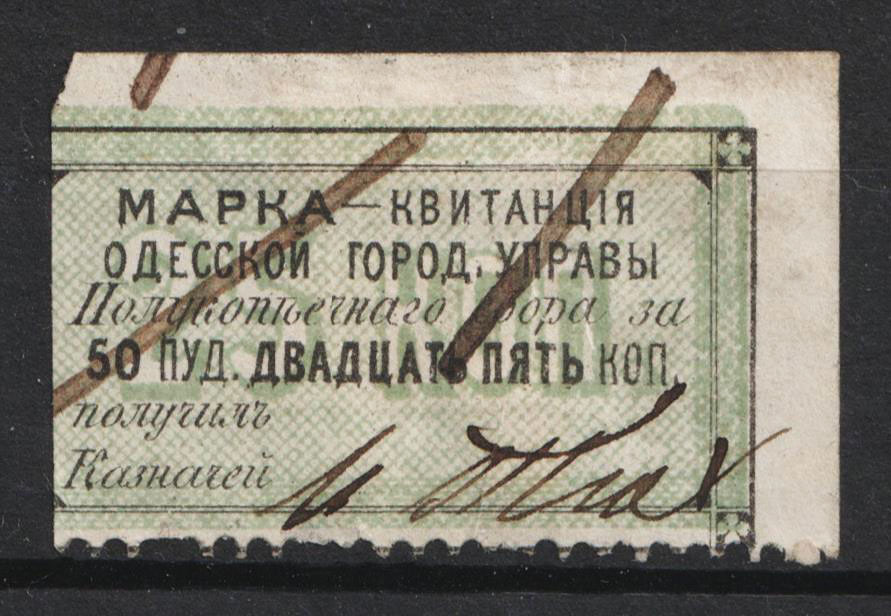 МАРКА—КВИТАНЦІЯ
ОДЕССКОЙ ГОРОД. УПРАВЫ
Полукопѣечнаго сбора за
50 ПУД. ДВАДЦАТЬ ПЯТЬ КОП.
получилъ
Казначей